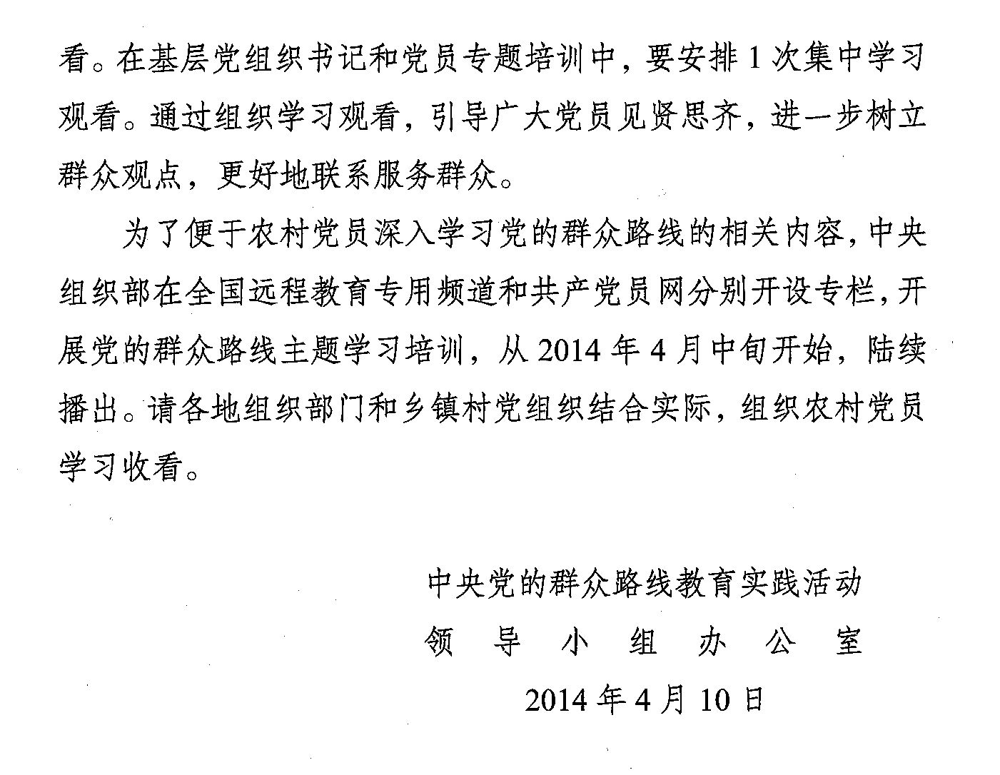 看。在基层党组织书记和党员专题培训中，要安排1次集中学习
观看。通过组织学习观看，引导广大党员见贤思齐，进一步树立
群众观点，更好地联系服务群众。
为了便于农村党员深入学习党的群众路线的相关内容，中央
组织部在全国远程教育专用频道和共产党员网分别开设专栏，开
展党的群众路线主题学习培训，从2014年4月中旬开始，陆续
播出。请各地组织部门和乡镇村党组织结合实际，组织农村党员
学习收看。
中央党的群众路线教育实践活动
领导小组办公室
2014年4月10日